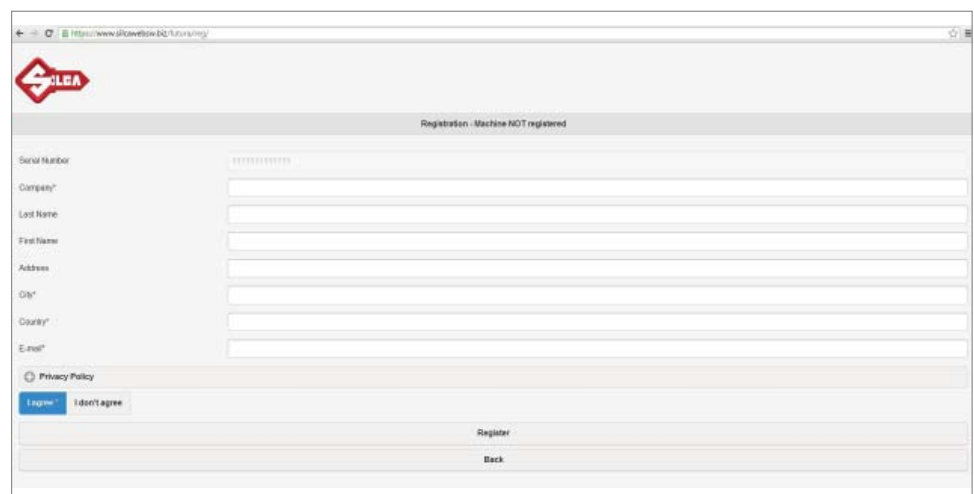 https://www.silcawebsw.biz/futura/reg/
SILCA
Registration - Machine NOT registered
Serial Number
Company*
Last Name
First Name
Address
City*
Country*
E-mail*
Privacy Policy
I agree * I don't agree
Register
Back